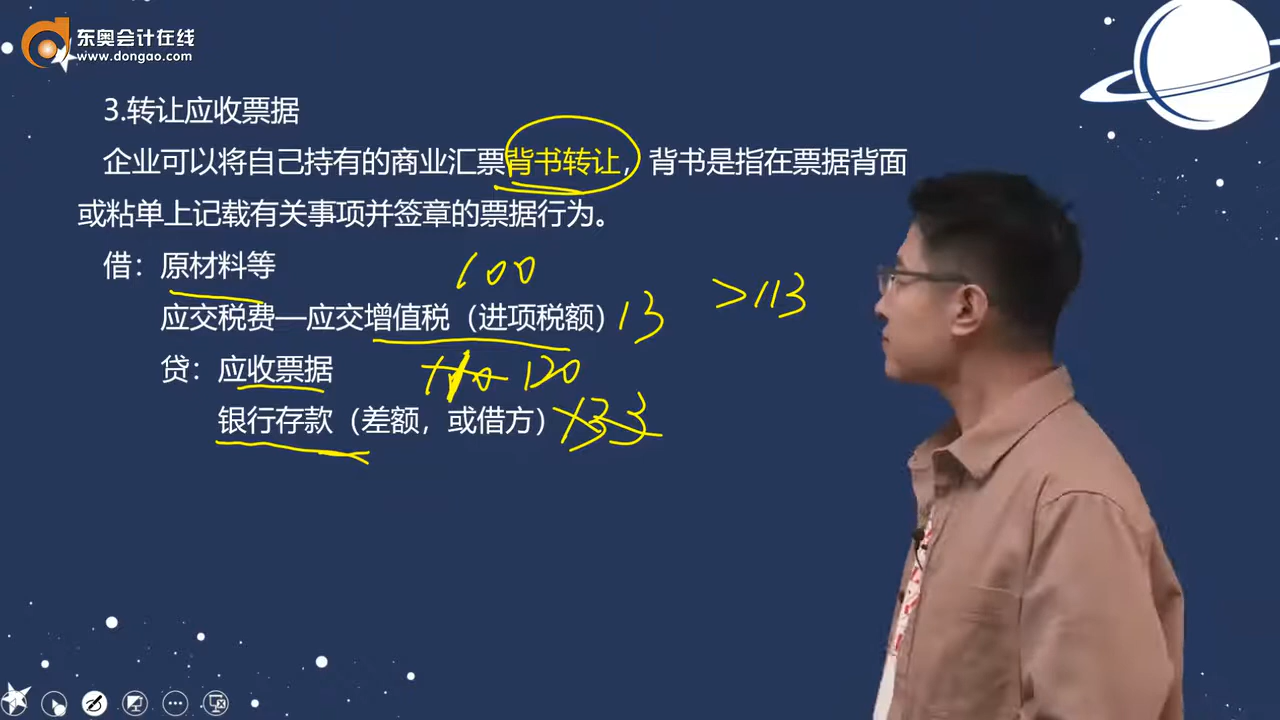 东奥会计在线
www.dongao.com
3.转让应收票据
企业可以将自己持有的商业汇票背书转让，背书是指在票据背面
或粘单上记载有关事项并签章的票据行为。
借：原材料等 100
应交税费—应交增值税（进项税额）13 >113
贷：应收票据 120
银行存款（差额，或借方）